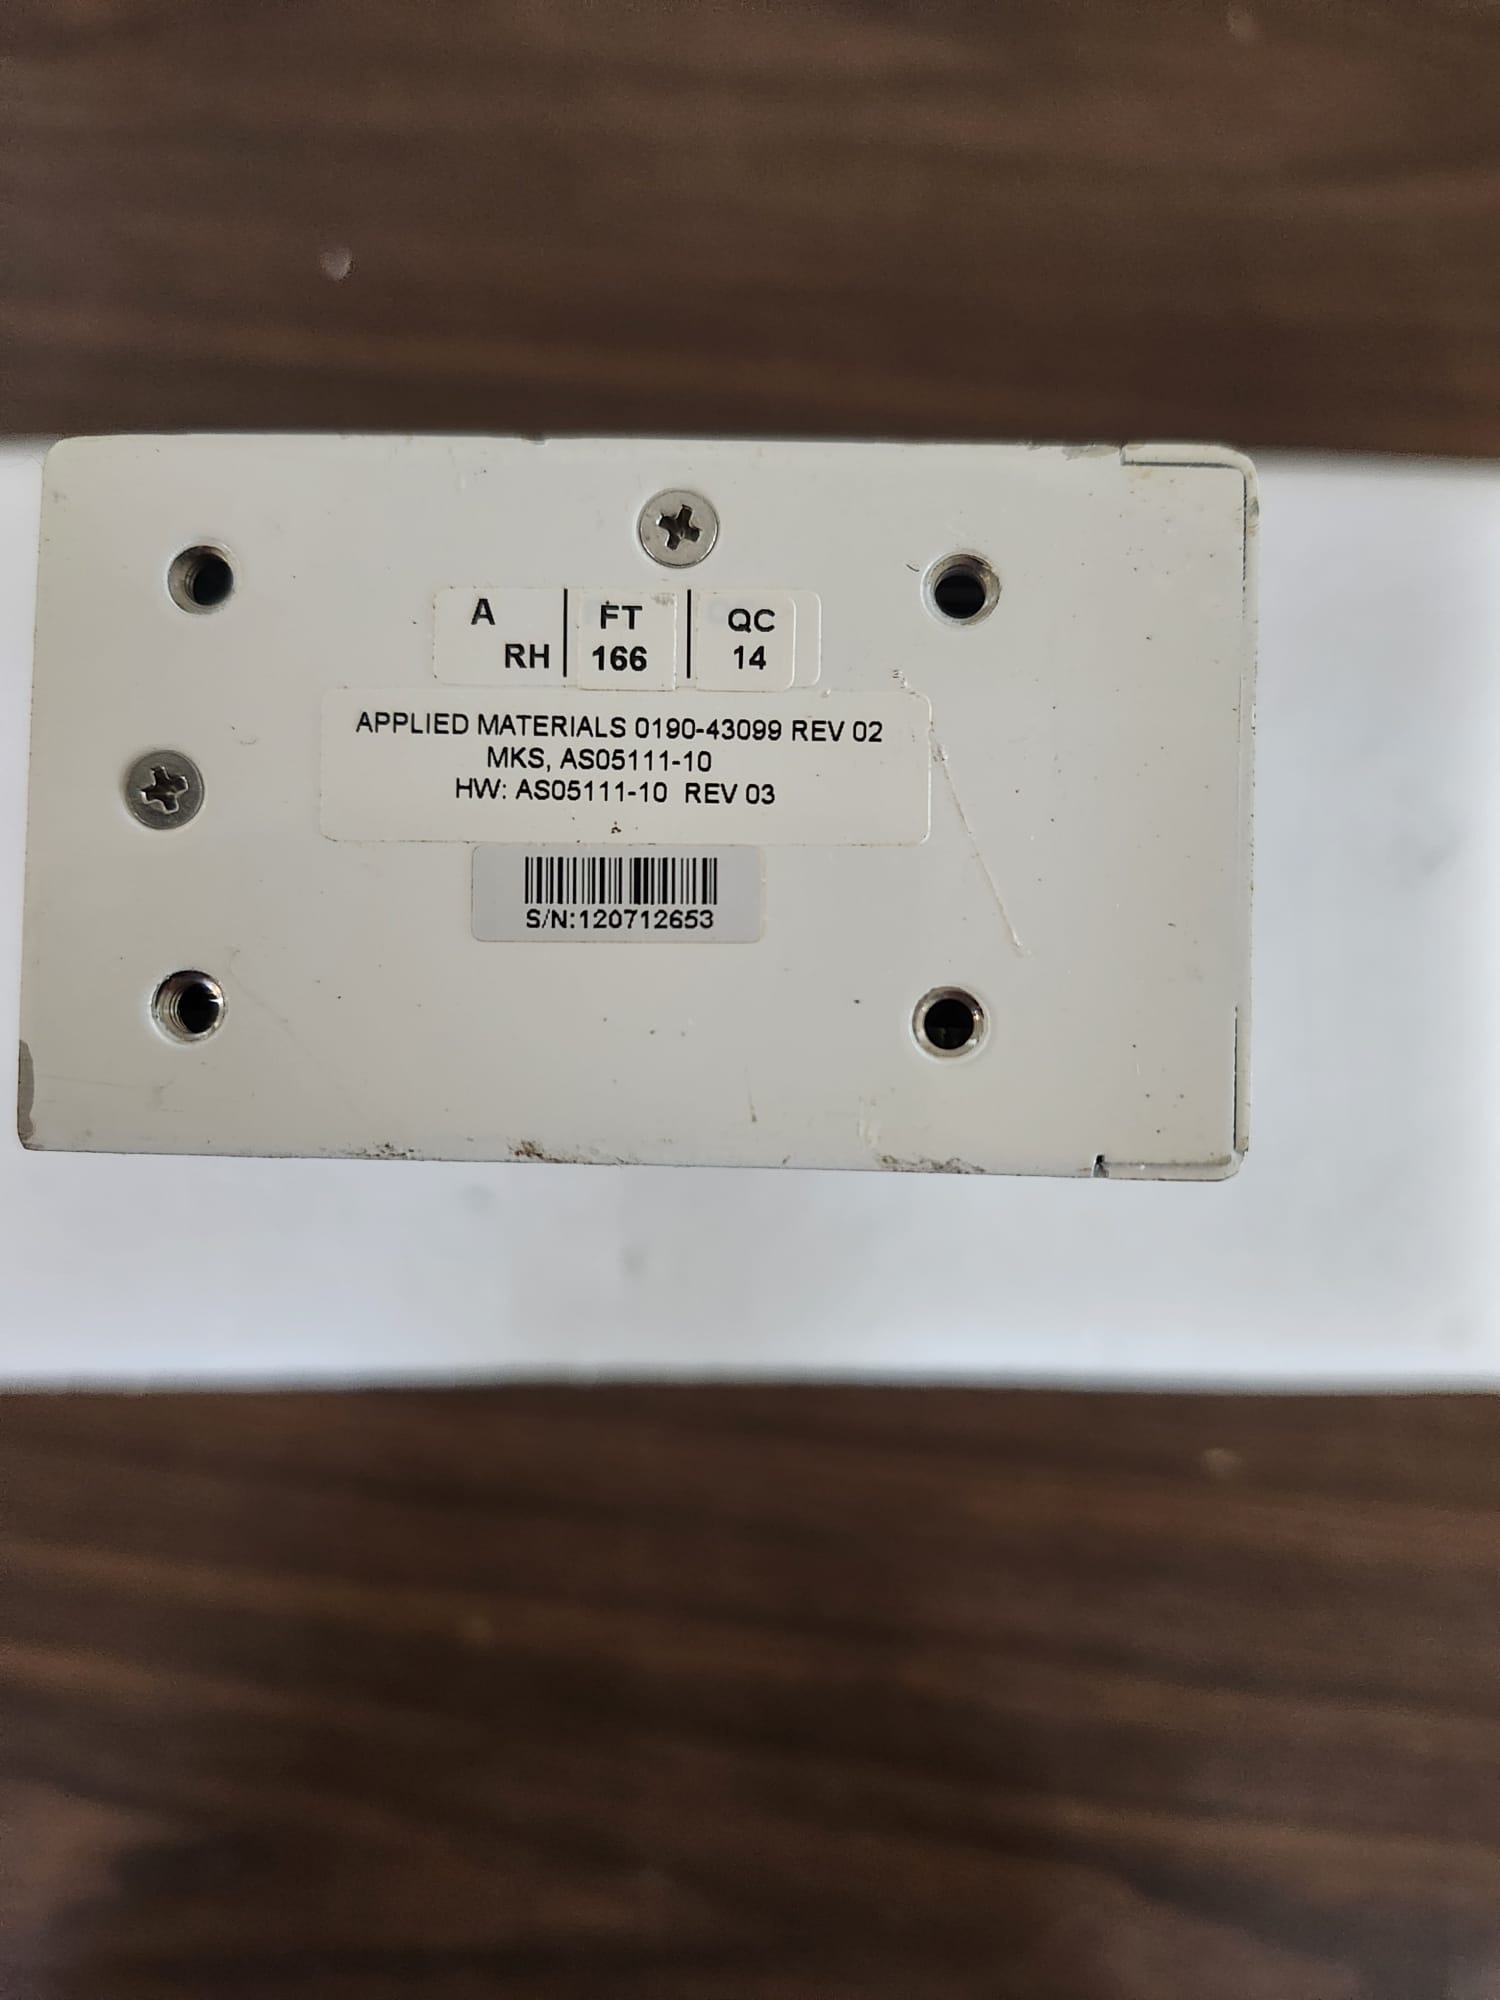 A FT QC
RH 166 14
APPLIED MATERIALS 0190-43099 REV 02
MKS, AS05111-10
HW: AS05111-10 REV 03
S/N:120712653